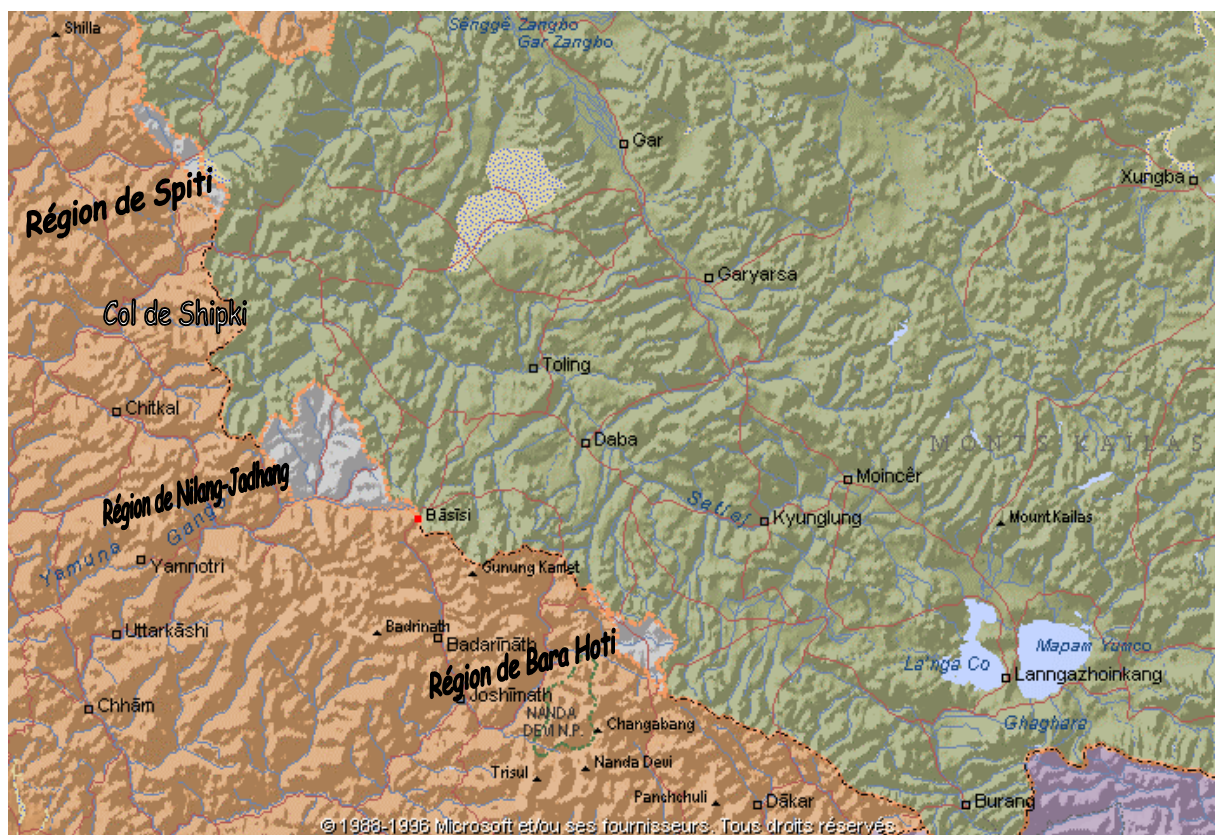 Shilla
Sênggê Zangbo
Gar Zangbo
Gar
Xungba
Région de Spiti
Garyarsa
Col de Shipki
Toling
Chitkal
Daba
MONTS KAILAS
Moincêr
Région de Nilang-Jadhang
Satlaj
Kyunglung
Mount Kailas
Bāsīsi
Yamuna
Ganga
Yamnotri
Gunung Kamet
Uttarkāshi
Badrinath
Badarīnāth
Région de Bara Hoti
La'nga Co
Mapam Yumco
Lanngazhoinkang
Joshīmath
Chhām
NANDA
DEVI N.P.
Changabang
Ghaghara
Trisul
Nanda Devi
Panchchuli
Dākar
Burang
© 1988-1996 Microsoft et/ou ses fournisseurs. Tous droits réservés.